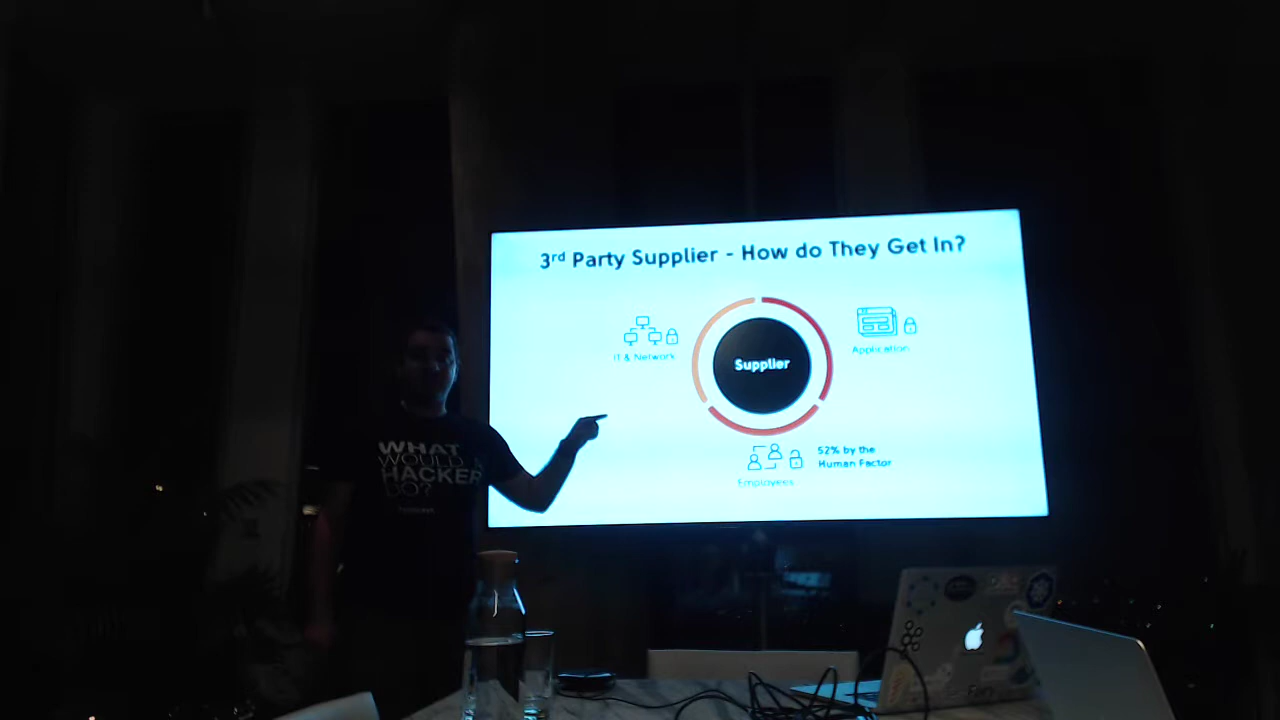 3rd Party Supplier - How do They Get In?
IT & Network
Application
Supplier
52% by the
Human Factor
Employees
WHAT
WOULD A
HACKER
DO?